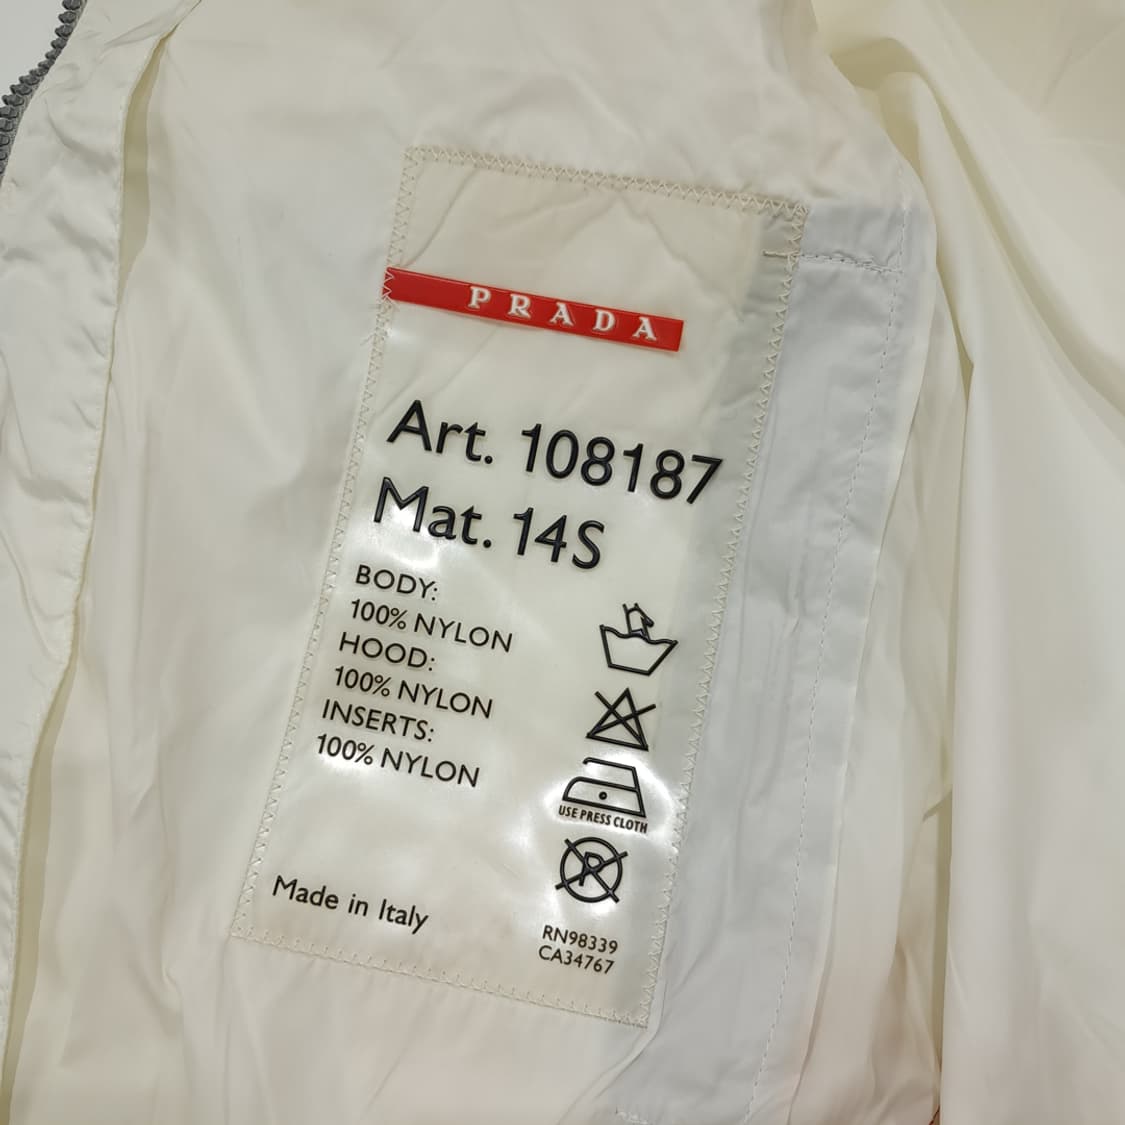 PRADA
Art. 108187
Mat. 14S
BODY:
100% NYLON
HOOD:
100% NYLON
INSERTS:
100% NYLON
USE PRESS CLOTH
P
Made in Italy
RN98339
CA34767